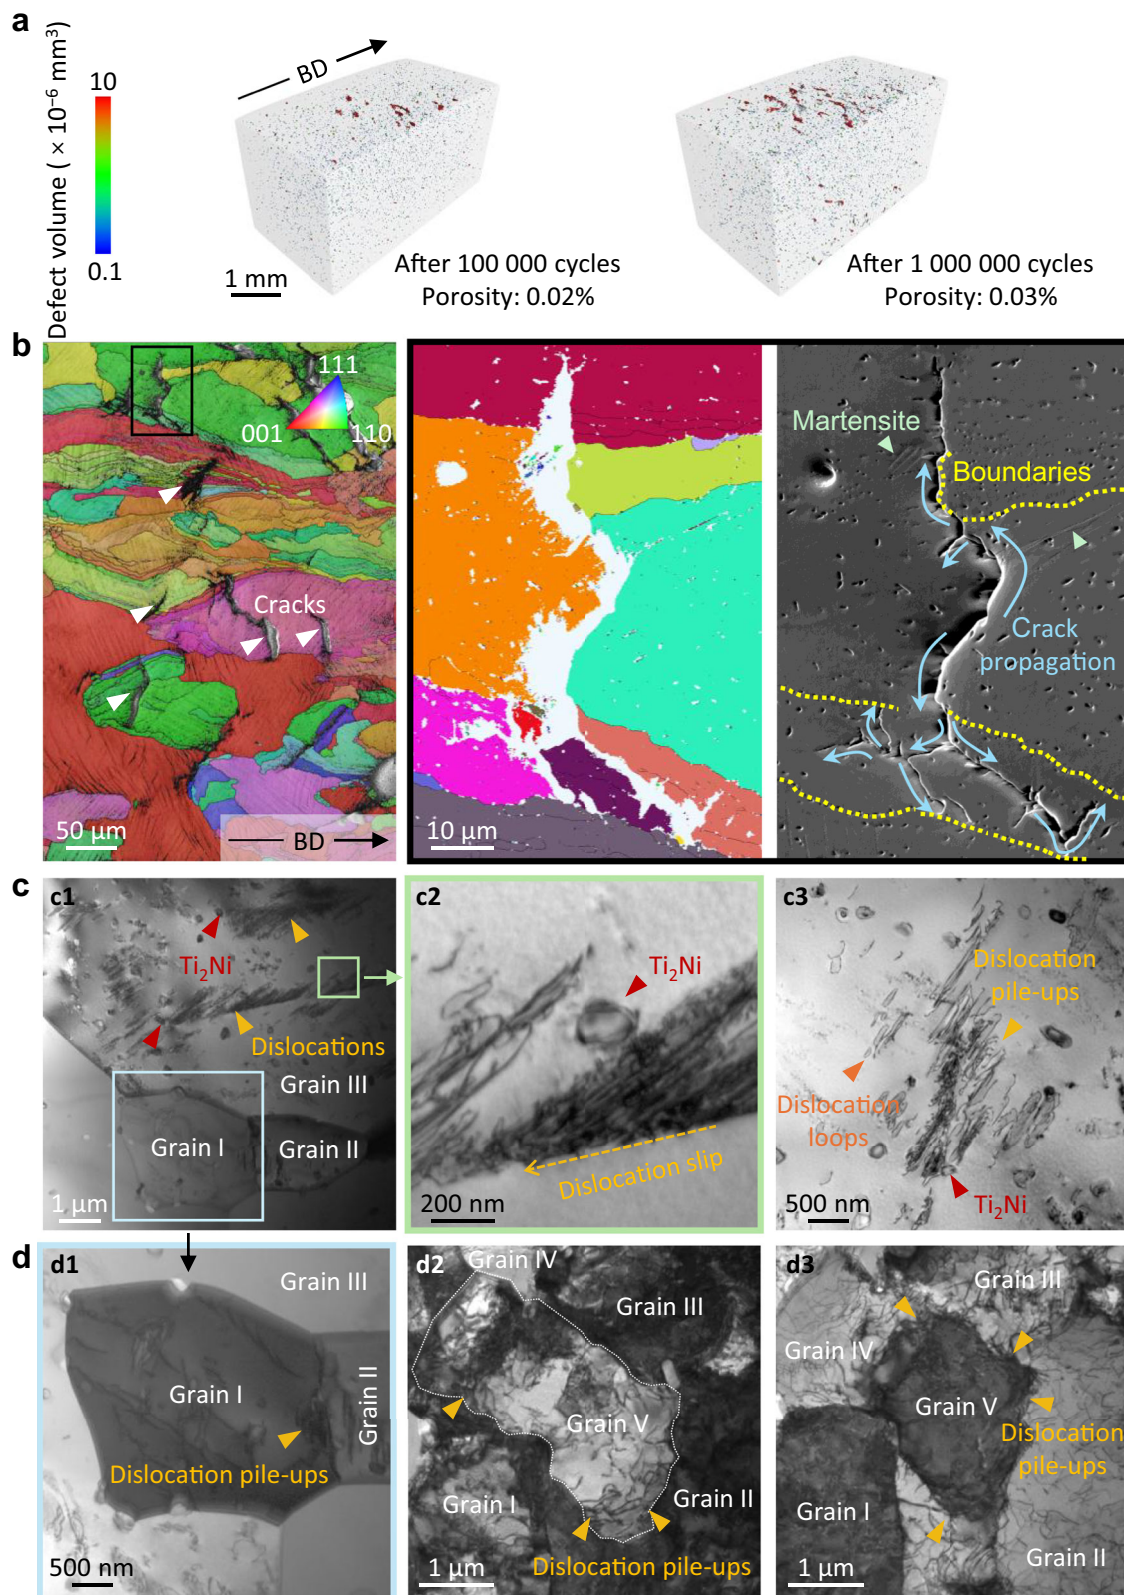 a
Defect volume ( × 10⁻⁶ mm³)
10
0.1
BD
1 mm
After 100 000 cycles
Porosity: 0.02%
After 1 000 000 cycles
Porosity: 0.03%
b
111
001
110
Cracks
50 µm
BD
10 µm
Martensite
Boundaries
Crack
propagation
c
c1
Ti₂Ni
Dislocations
Grain III
Grain I
Grain II
1 µm
c2
Ti₂Ni
Dislocation slip
200 nm
c3
Dislocation
pile-ups
Dislocation
loops
Ti₂Ni
500 nm
d
d1
Grain III
Grain I
Grain II
Dislocation pile-ups
500 nm
d2
Grain IV
Grain III
Grain V
Grain I
Grain II
Dislocation pile-ups
1 µm
d3
Grain III
Grain IV
Grain V
Dislocation
pile-ups
Grain I
Grain II
1 µm